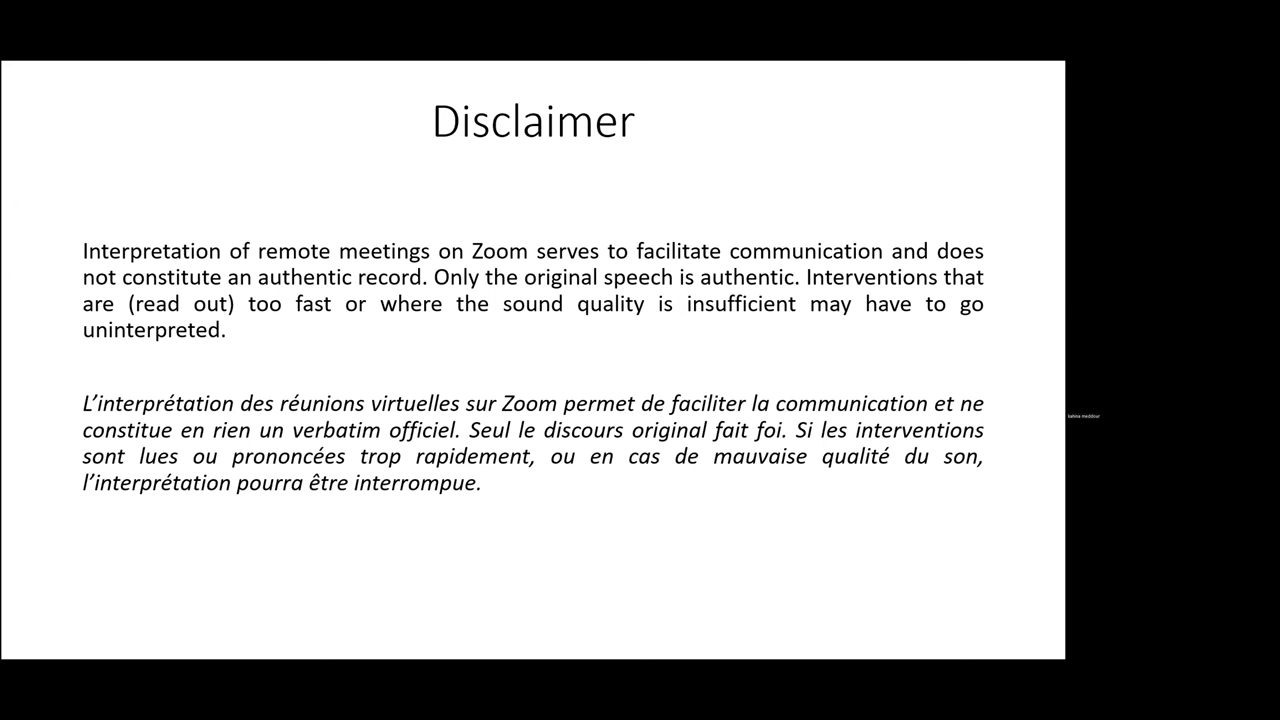 Disclaimer
Interpretation of remote meetings on Zoom serves to facilitate communication and does
not constitute an authentic record. Only the original speech is authentic. Interventions that
are (read out) too fast or where the sound quality is insufficient may have to go
uninterpreted.
L’interprétation des réunions virtuelles sur Zoom permet de faciliter la communication et ne
constitue en rien un verbatim officiel. Seul le discours original fait foi. Si les interventions
sont lues ou prononcées trop rapidement, ou en cas de mauvaise qualité du son,
l’interprétation pourra être interrompue.
kahina meddour